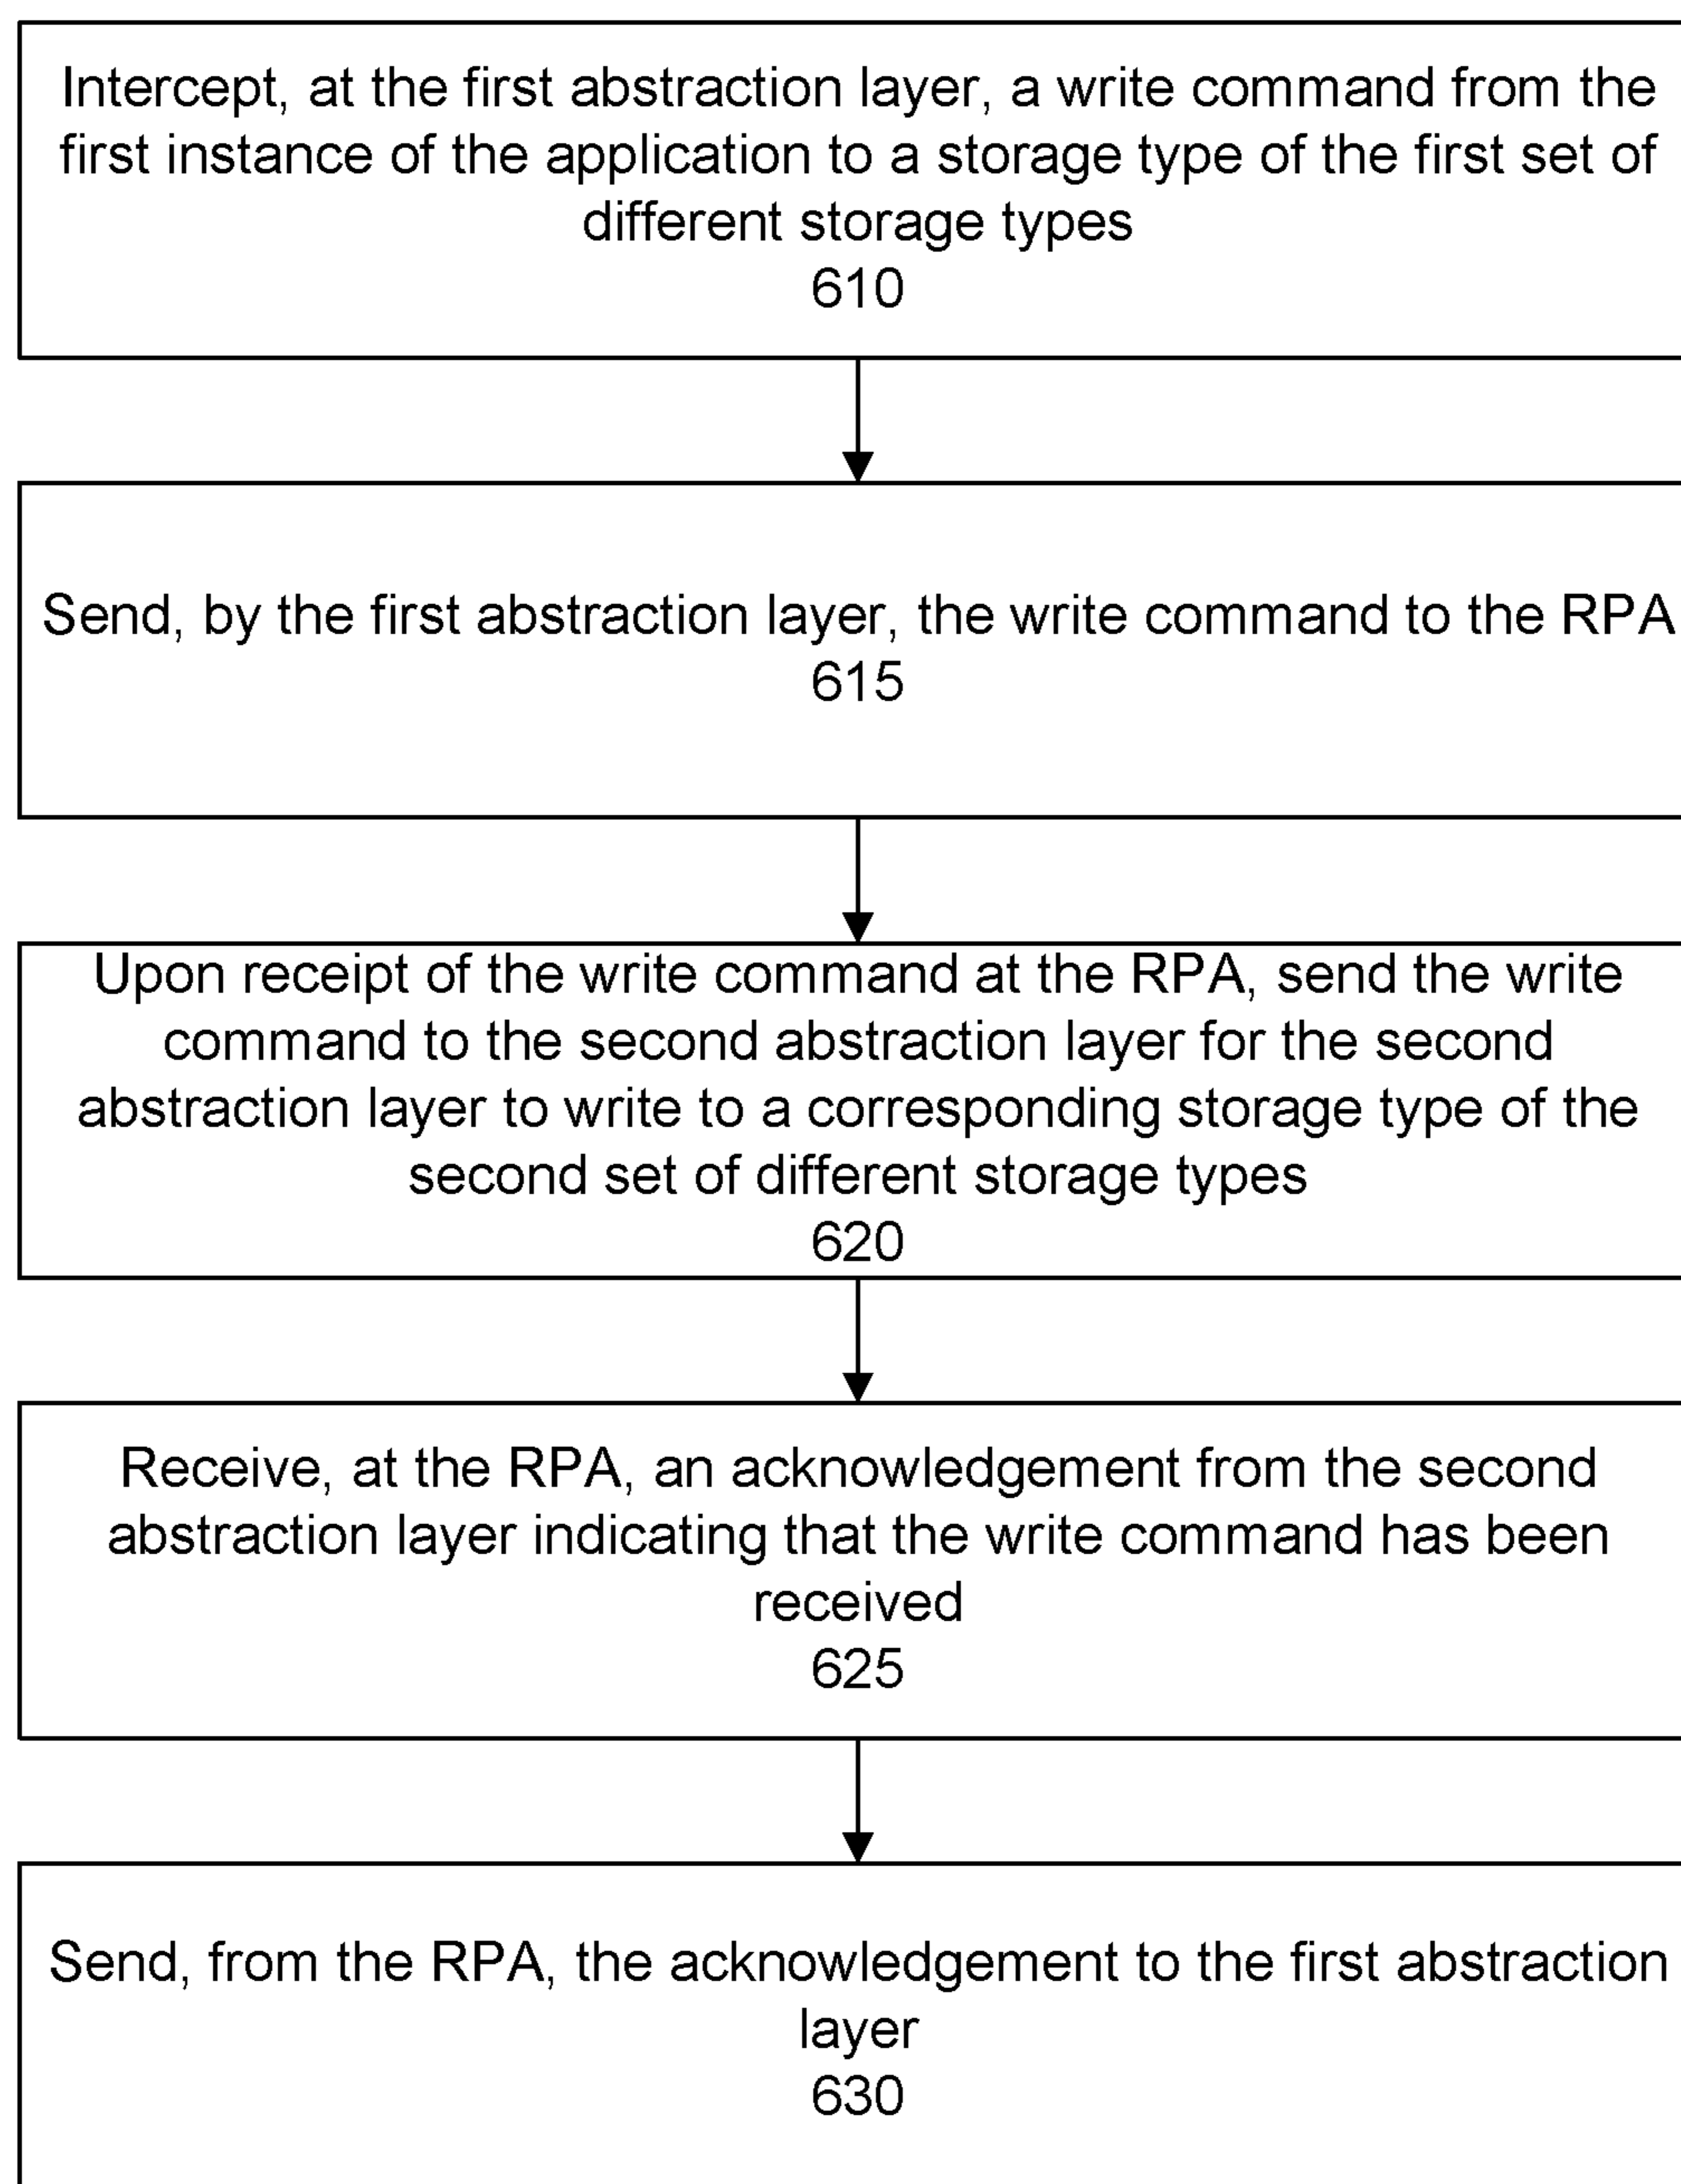 Intercept, at the first abstraction layer, a write command from the
first instance of the application to a storage type of the first set of
different storage types
610
Send, by the first abstraction layer, the write command to the RPA
615
Upon receipt of the write command at the RPA, send the write
command to the second abstraction layer for the second
abstraction layer to write to a corresponding storage type of the
second set of different storage types
620
Receive, at the RPA, an acknowledgement from the second
abstraction layer indicating that the write command has been
received
625
Send, from the RPA, the acknowledgement to the first abstraction
layer
630